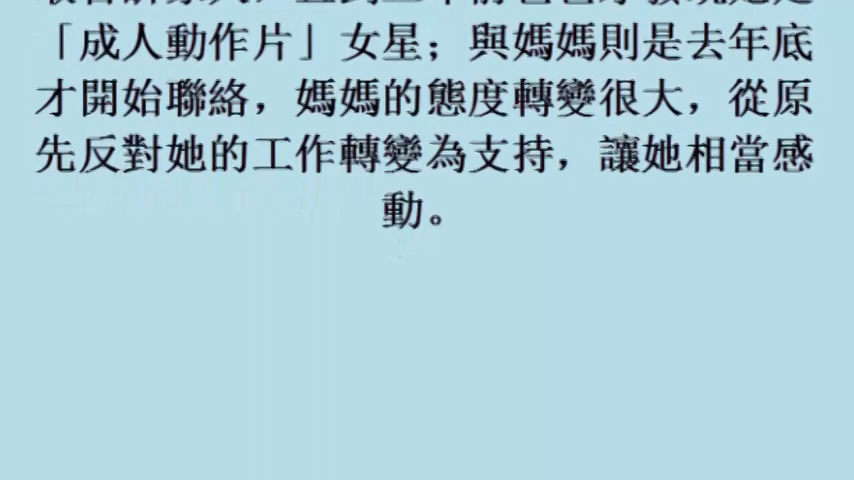 「成人動作片」女星；與媽媽則是去年底
才開始聯絡，媽媽的態度轉變很大，從原
先反對她的工作轉變為支持，讓她相當感
動。